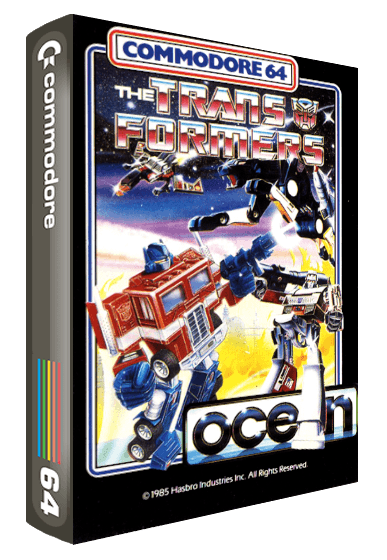 commodore
64
COMMODORE 64
THE TRANS
FORMERS
ocean
©1985 Hasbro Industries Inc. All Rights Reserved.